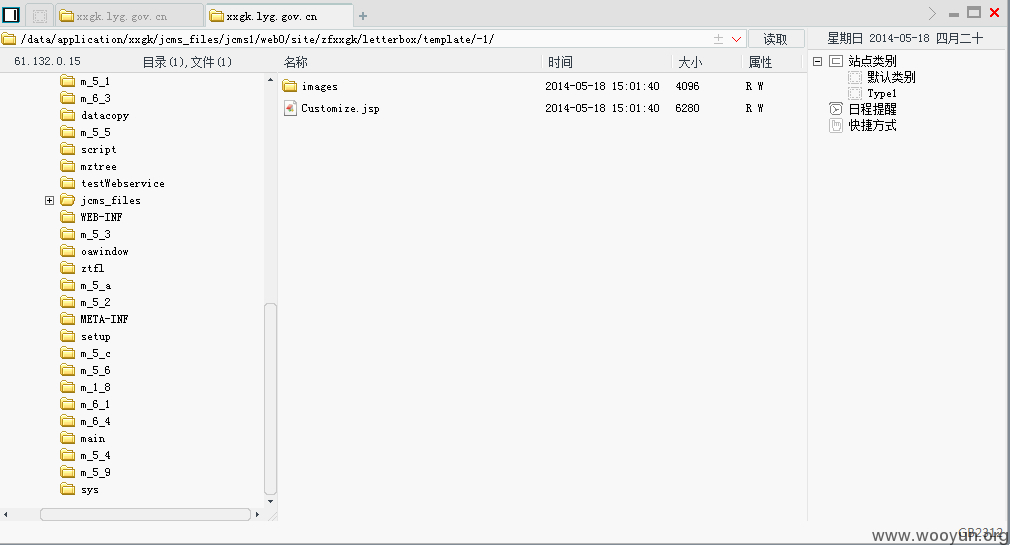 xxgk.lyg.gov.cn
xxgk.lyg.gov.cn
/data/application/xxgk/jcms_files/jcms1/web0/site/zfxxgk/letterbox/template/-1/
读取
星期日 2014-05-18 四月二十
61.132.0.15
目录(1),文件(1)
名称
时间
大小
属性
m_5_1
m_6_3
datacopy
m_5_5
script
mztree
testWebservice
jcms_files
WEB-INF
m_5_3
oawindow
ztfl
m_5_a
m_5_2
META-INF
setup
m_5_c
m_5_6
m_1_8
m_6_1
m_6_4
main
m_5_4
m_5_9
sys
images 2014-05-18 15:01:40 4096 R W
Customize.jsp 2014-05-18 15:01:40 6280 R W
站点类别
默认类别
Type1
日程提醒
快捷方式
GB2312
www.wooyun.org